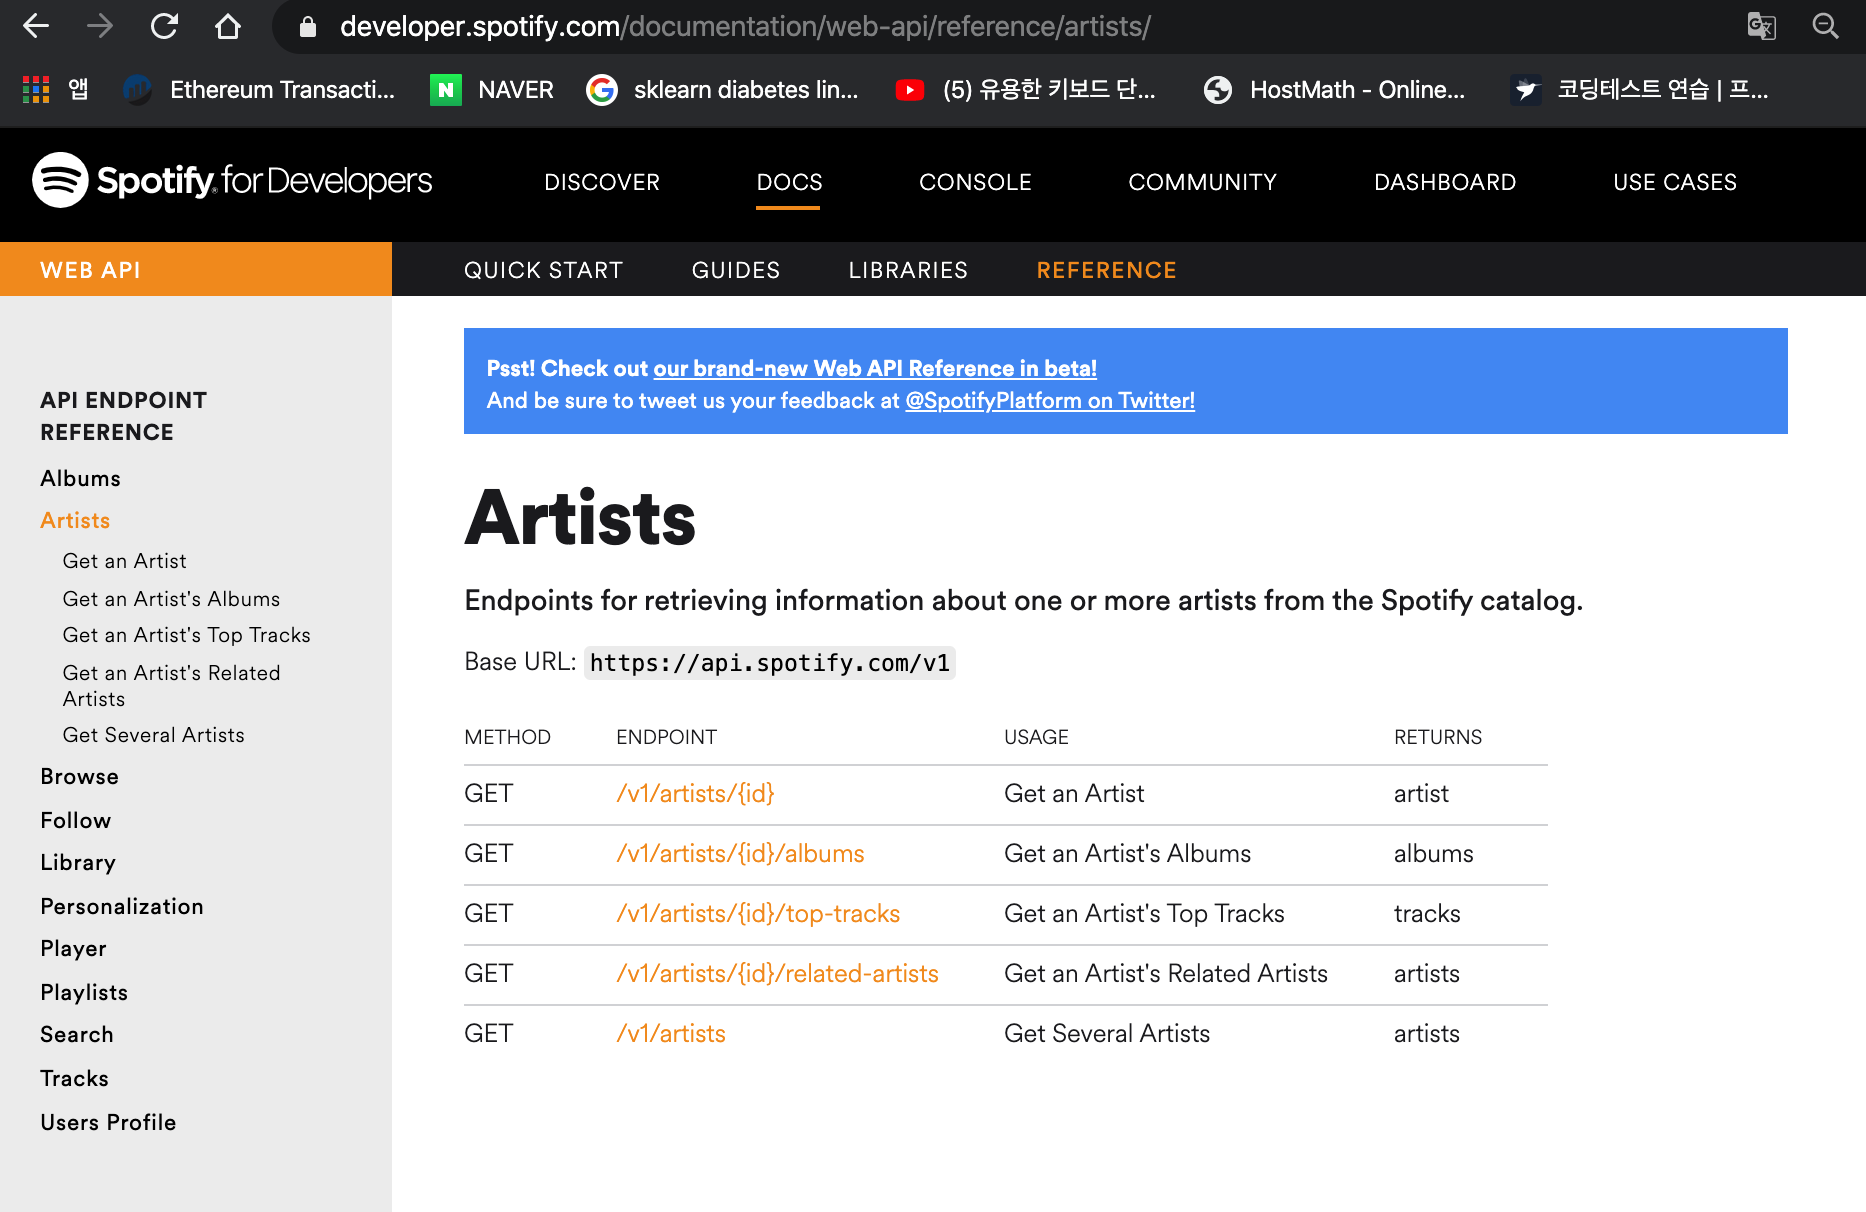 developer.spotify.com/documentation/web-api/reference/artists/
앱 Ethereum Transacti... NAVER sklearn diabetes lin... (5) 유용한 키보드 단... HostMath - Online... 코딩테스트 연습 | 프...
Spotify for Developers DISCOVER DOCS CONSOLE COMMUNITY DASHBOARD USE CASES
WEB API QUICK START GUIDES LIBRARIES REFERENCE
API ENDPOINT
REFERENCE
Albums
Artists
Get an Artist
Get an Artist's Albums
Get an Artist's Top Tracks
Get an Artist's Related
Artists
Get Several Artists
Browse
Follow
Library
Personalization
Player
Playlists
Search
Tracks
Users Profile
Psst! Check out our brand-new Web API Reference in beta!
And be sure to tweet us your feedback at @SpotifyPlatform on Twitter!
Artists
Endpoints for retrieving information about one or more artists from the Spotify catalog.
Base URL: https://api.spotify.com/v1
METHOD ENDPOINT USAGE RETURNS
GET /v1/artists/{id} Get an Artist artist
GET /v1/artists/{id}/albums Get an Artist's Albums albums
GET /v1/artists/{id}/top-tracks Get an Artist's Top Tracks tracks
GET /v1/artists/{id}/related-artists Get an Artist's Related Artists artists
GET /v1/artists Get Several Artists artists